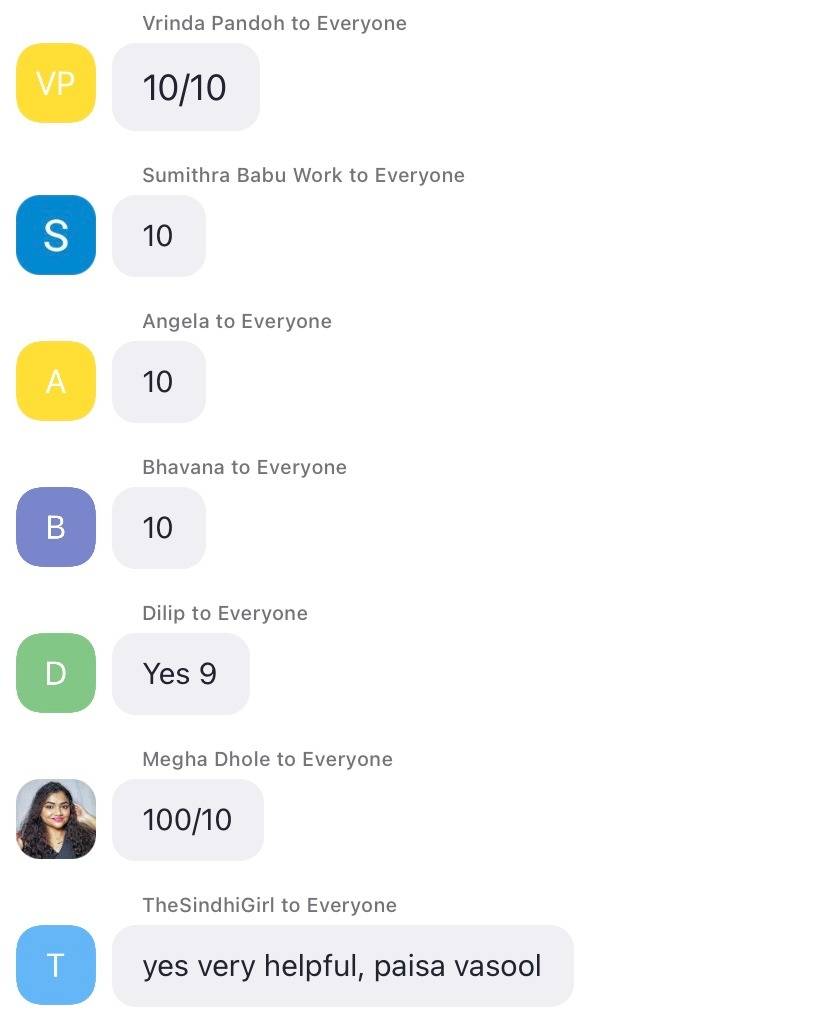 Vrinda Pandoh to Everyone
VP
10/10
Sumithra Babu Work to Everyone
S
10
Angela to Everyone
A
10
Bhavana to Everyone
B
10
Dilip to Everyone
D
Yes 9
Megha Dhole to Everyone
100/10
TheSindhiGirl to Everyone
T
yes very helpful, paisa vasool